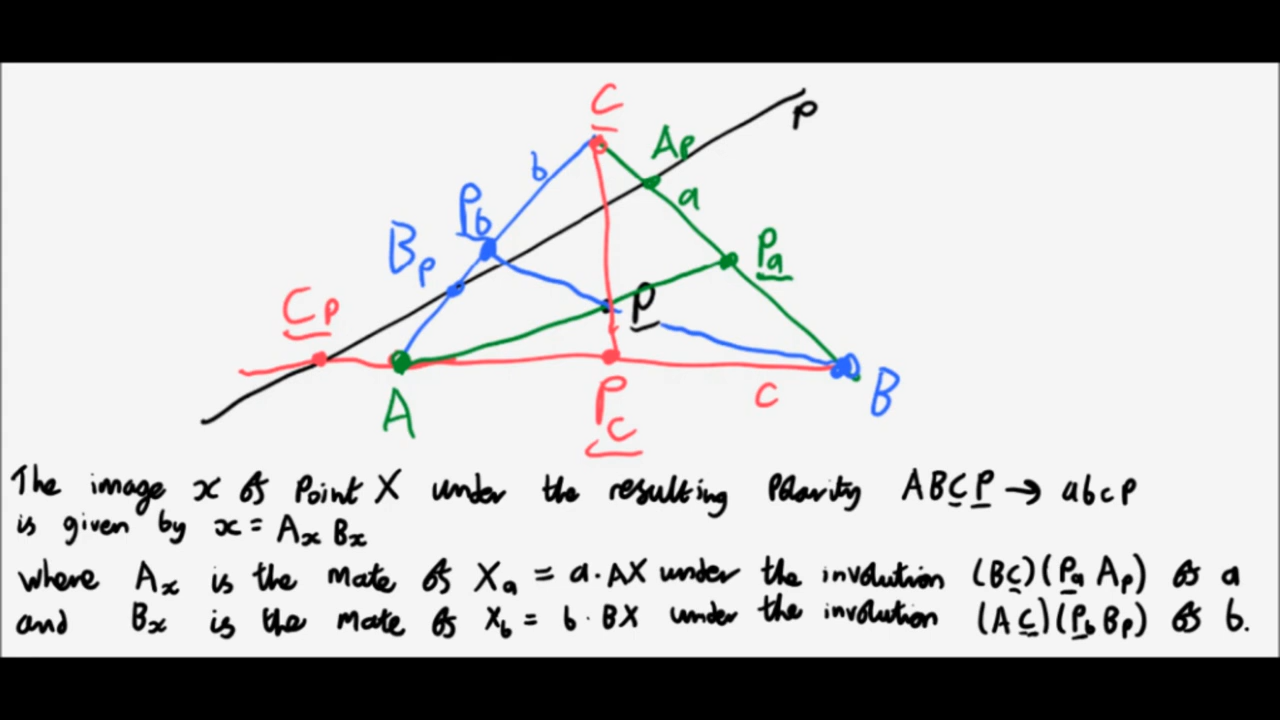 C
p
Ap
b
a
Pb
Pa
Bp
P
Cp
A
Pc
c
B
The image x of Point X under the resulting Polarity ABCP → abcp
is given by x = Ax Bx
where Ax is the mate of Xa = a·AX under the involution (BC)(Pa Ap) of a
and Bx is the mate of Xb = b·BX under the involution (AC)(Pb Bp) of b.